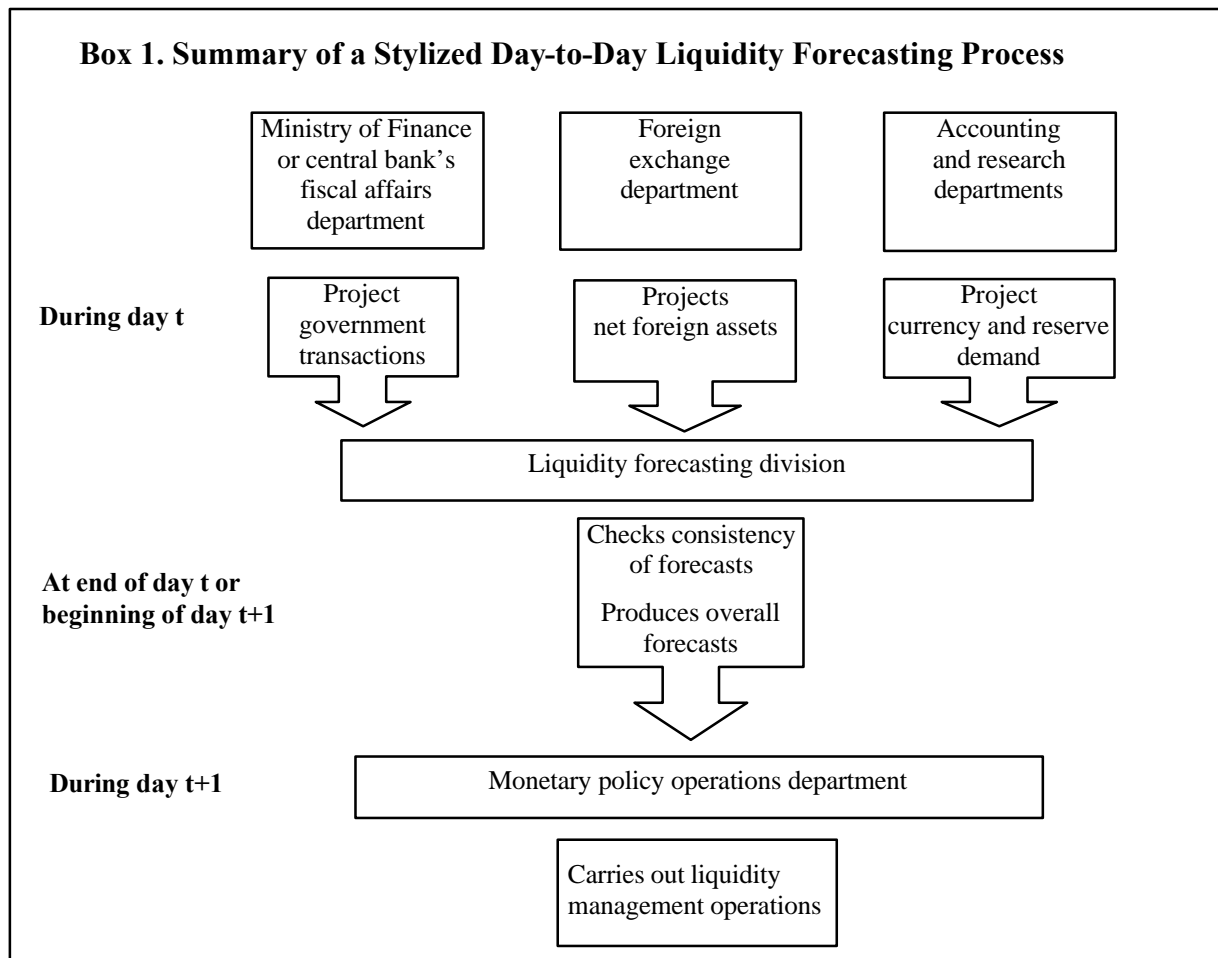 Box 1. Summary of a Stylized Day-to-Day Liquidity Forecasting Process
Ministry of Finance
or central bank’s
fiscal affairs
department
Foreign
exchange
department
Accounting
and research
departments
During day t
Project
government
transactions
Projects
net foreign assets
Project
currency and reserve
demand
Liquidity forecasting division
At end of day t or
beginning of day t+1
Checks consistency
of forecasts
Produces overall
forecasts
During day t+1
Monetary policy operations department
Carries out liquidity
management operations